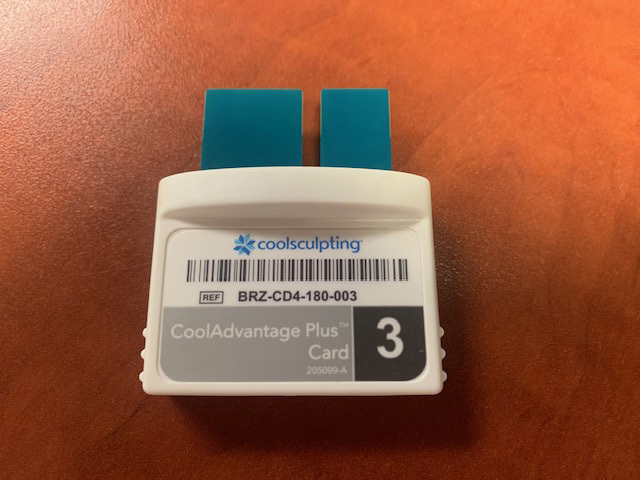 coolsculpting
REF BRZ-CD4-180-003
CoolAdvantage Plus™
Card
3
205099-A